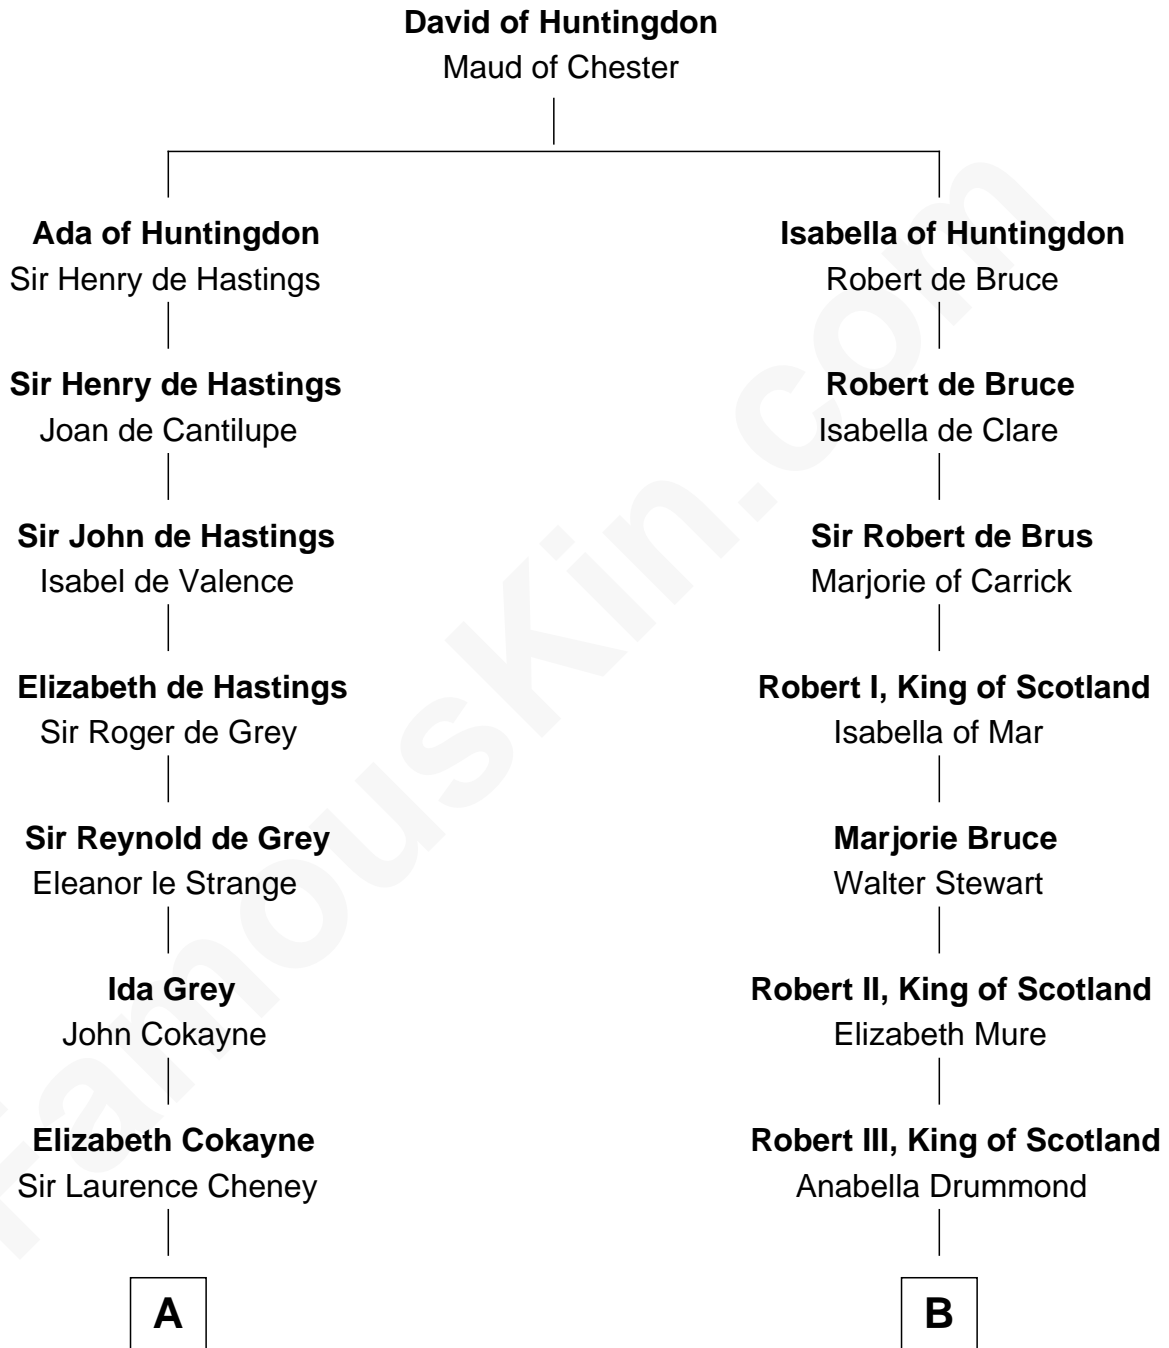 David of Huntingdon
Maud of Chester
Ada of Huntingdon
Sir Henry de Hastings
Isabella of Huntingdon
Robert de Bruce
Sir Henry de Hastings
Joan de Cantilupe
Robert de Bruce
Isabella de Clare
Sir John de Hastings
Isabel de Valence
Sir Robert de Brus
Marjorie of Carrick
Elizabeth de Hastings
Sir Roger de Grey
Robert I, King of Scotland
Isabella of Mar
Sir Reynold de Grey
Eleanor le Strange
Marjorie Bruce
Walter Stewart
Ida Grey
John Cokayne
Robert II, King of Scotland
Elizabeth Mure
Elizabeth Cokayne
Sir Laurence Cheney
Robert III, King of Scotland
Anabella Drummond
A
B
FamousKin.com